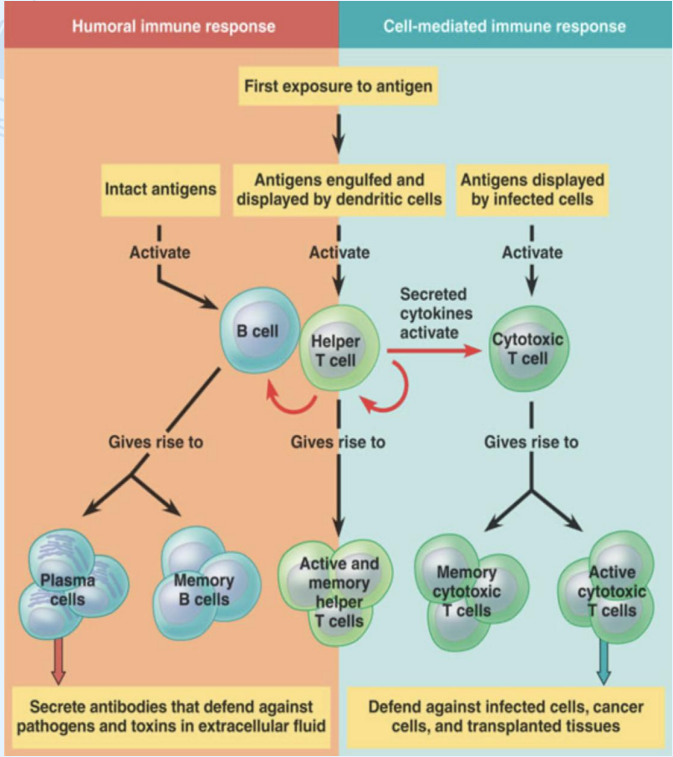 Humoral immune response
Cell-mediated immune response
First exposure to antigen
Intact antigens
Antigens engulfed and
displayed by dendritic cells
Antigens displayed
by infected cells
Activate
Activate
Activate
Secreted
cytokines
activate
B cell
Helper
T cell
Cytotoxic
T cell
Gives rise to
Gives rise to
Gives rise to
Plasma
cells
Memory
B cells
Active and
memory
helper
T cells
Memory
cytotoxic
T cells
Active
cytotoxic
T cells
Secrete antibodies that defend against
pathogens and toxins in extracellular fluid
Defend against infected cells, cancer
cells, and transplanted tissues